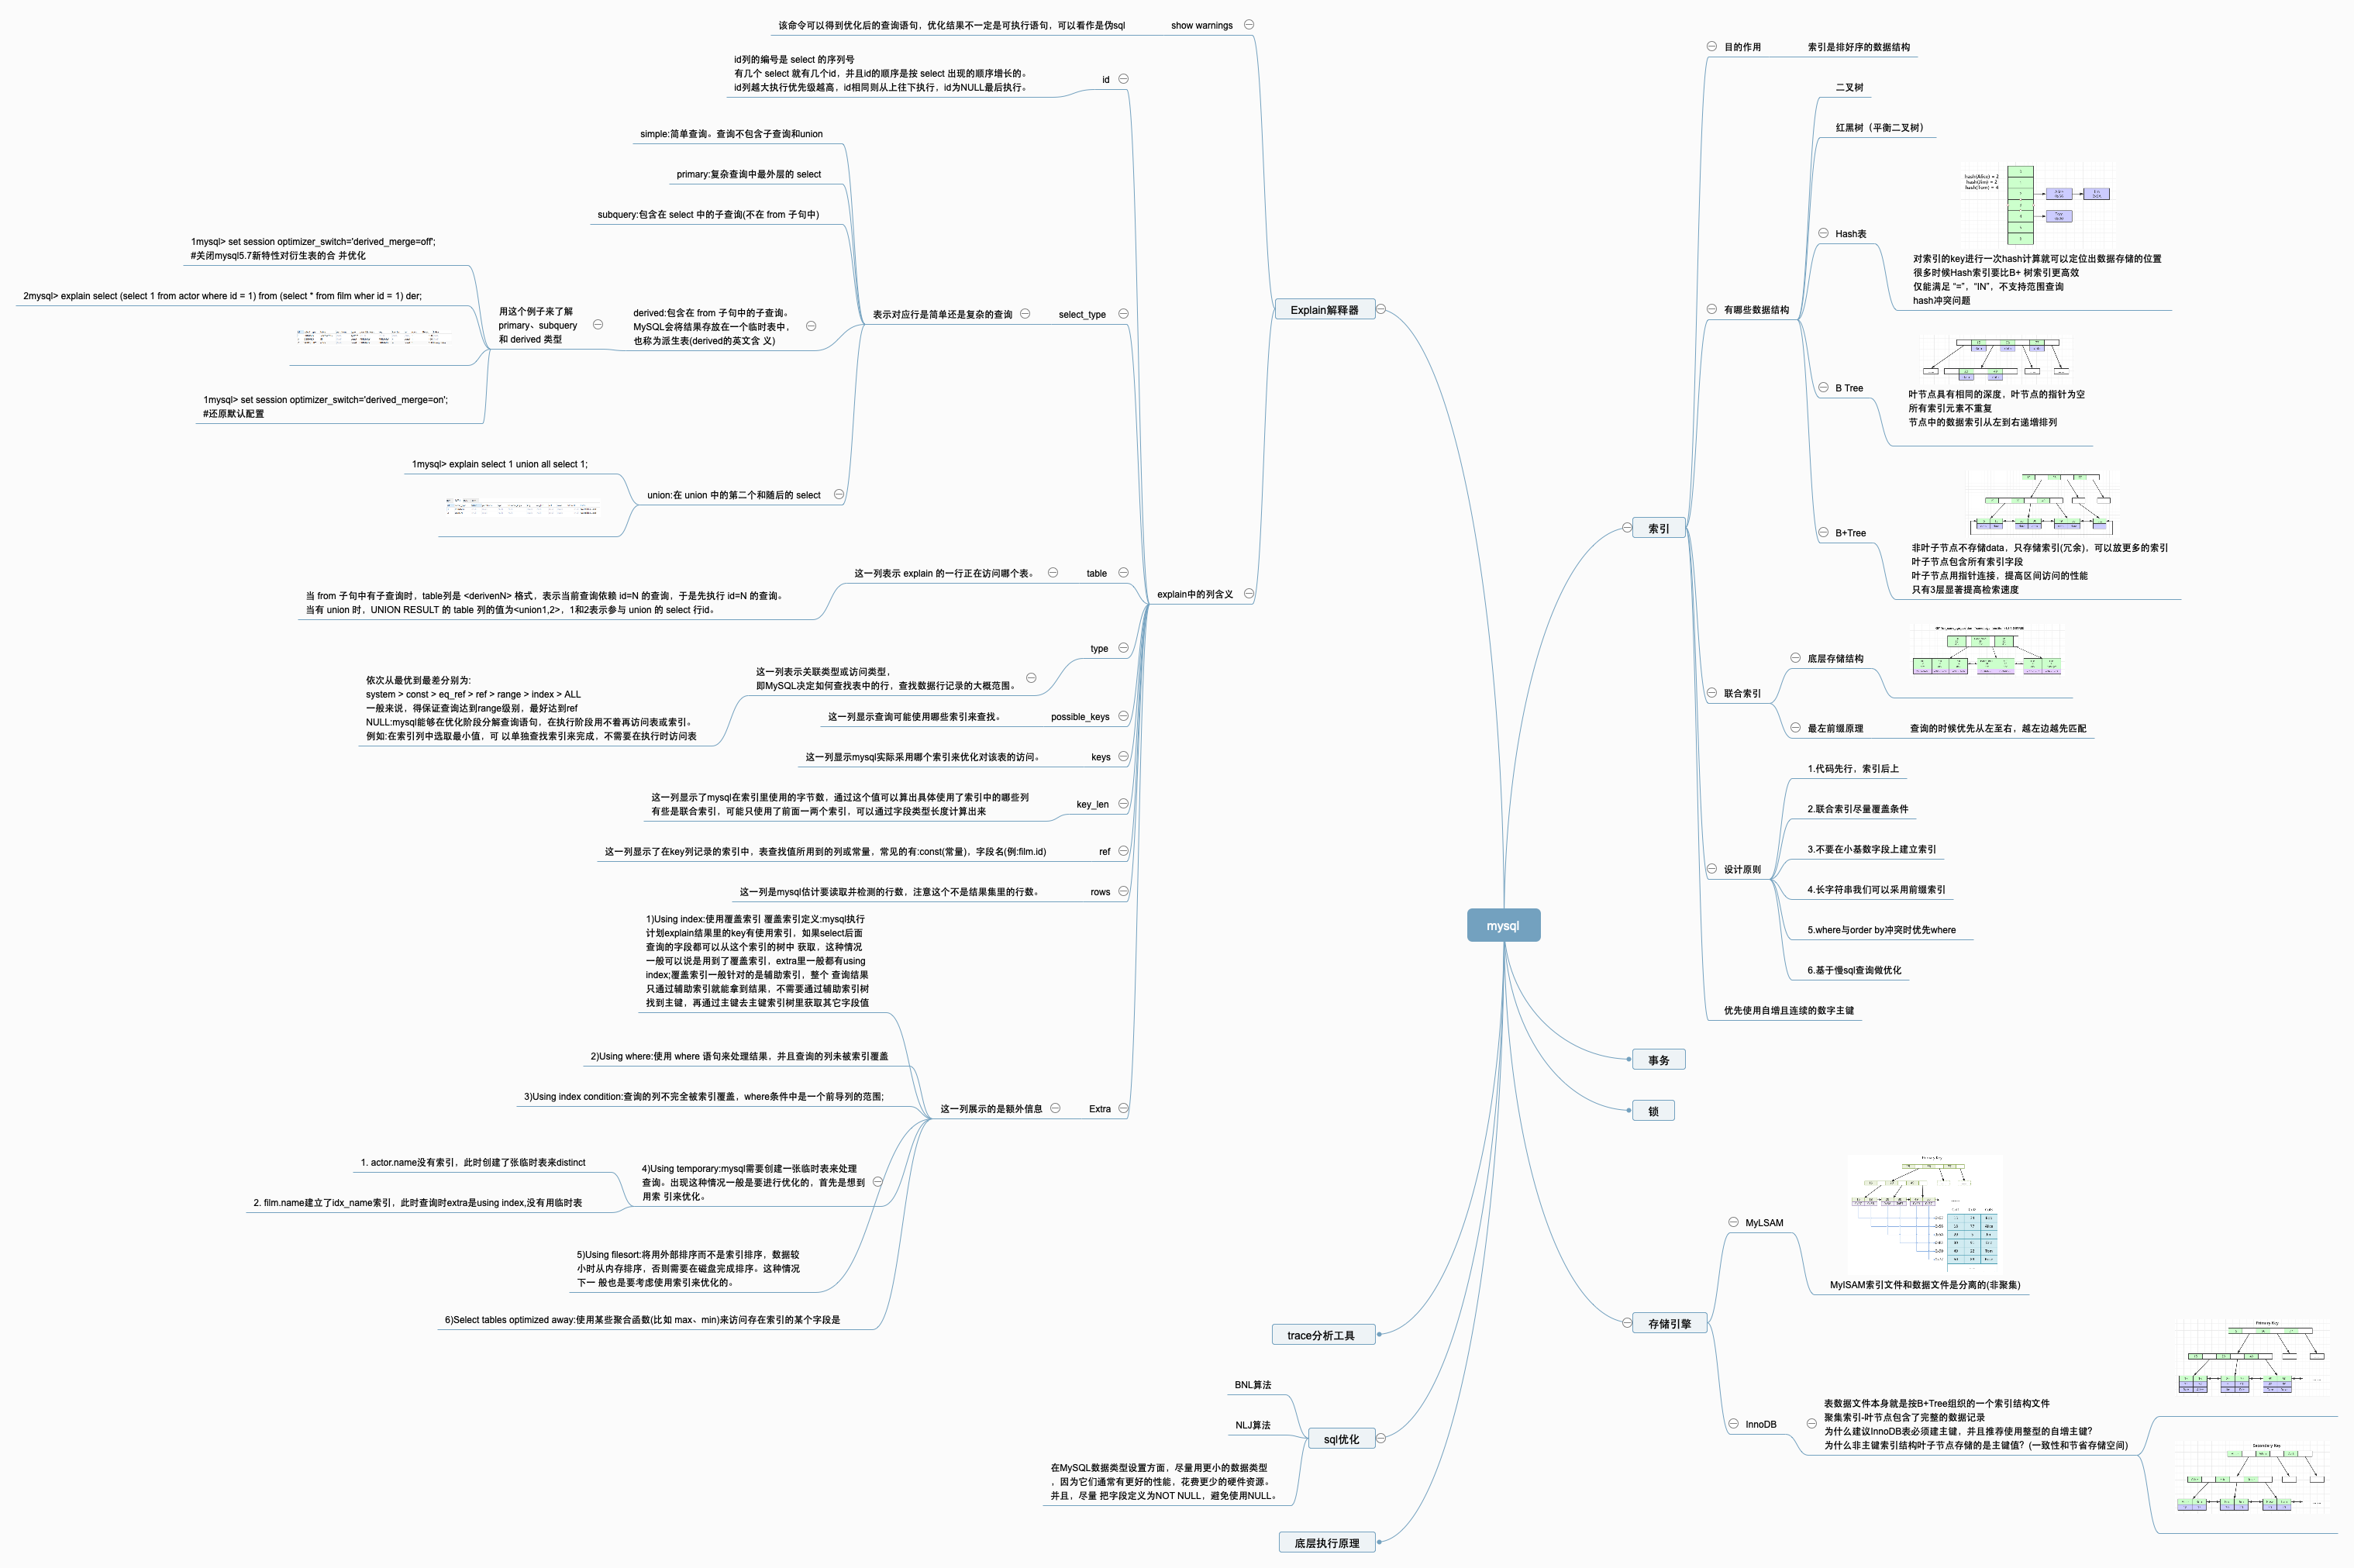 mysql
Explain解释器
show warnings
该命令可以得到优化后的查询语句，优化结果不一定是可执行语句，可以看作是伪sql
explain中的列含义
id
id列的编号是 select 的序列号
有几个 select 就有几个id，并且id的顺序是按 select 出现的顺序增长的。
id列越大执行优先级越高，id相同则从上往下执行，id为NULL最后执行。
select_type
表示对应行是简单还是复杂的查询
simple:简单查询。查询不包含子查询和union
primary:复杂查询中最外层的 select
subquery:包含在 select 中的子查询(不在 from 子句中)
derived:包含在 from 子句中的子查询。
MySQL会将结果存放在一个临时表中，
也称为派生表(derived的英文含 义)
用这个例子来了解
primary、subquery
和 derived 类型
1mysql> set session optimizer_switch='derived_merge=off';
#关闭mysql5.7新特性对衍生表的合 并优化
2mysql> explain select (select 1 from actor where id = 1) from (select * from film wher id = 1) der;
1mysql> set session optimizer_switch='derived_merge=on';
#还原默认配置
union:在 union 中的第二个和随后的 select
1mysql> explain select 1 union all select 1;
table
这一列表示 explain 的一行正在访问哪个表。
当 from 子句中有子查询时，table列是 <derivenN> 格式，表示当前查询依赖 id=N 的查询，于是先执行 id=N 的查询。
当有 union 时，UNION RESULT 的 table 列的值为<union1,2>，1和2表示参与 union 的 select 行id。
type
这一列表示关联类型或访问类型，
即MySQL决定如何查找表中的行，查找数据行记录的大概范围。
依次从最优到最差分别为:
system > const > eq_ref > ref > range > index > ALL
一般来说，得保证查询达到range级别，最好达到ref
NULL:mysql能够在优化阶段分解查询语句，在执行阶段用不着再访问表或索引。
例如:在索引列中选取最小值，可 以单独查找索引来完成，不需要在执行时访问表
possible_keys
这一列显示查询可能使用哪些索引来查找。
keys
这一列显示mysql实际采用哪个索引来优化对该表的访问。
key_len
这一列显示了mysql在索引里使用的字节数，通过这个值可以算出具体使用了索引中的哪些列
有些是联合索引，可能只使用了前面一两个索引，可以通过字段类型长度计算出来
ref
这一列显示了在key列记录的索引中，表查找值所用到的列或常量，常见的有:const(常量)，字段名(例:film.id)
rows
这一列是mysql估计要读取并检测的行数，注意这个不是结果集里的行数。
Extra
这一列展示的是额外信息
1)Using index:使用覆盖索引 覆盖索引定义:mysql执行
计划explain结果里的key有使用索引，如果select后面
查询的字段都可以从这个索引的树中 获取，这种情况
一般可以说是用到了覆盖索引，extra里一般都有using
index;覆盖索引一般针对的是辅助索引，整个 查询结果
只通过辅助索引就能拿到结果，不需要通过辅助索引树
找到主键，再通过主键去主键索引树里获取其它字段值
2)Using where:使用 where 语句来处理结果，并且查询的列未被索引覆盖
3)Using index condition:查询的列不完全被索引覆盖，where条件中是一个前导列的范围;
4)Using temporary:mysql需要创建一张临时表来处理
查询。出现这种情况一般是要进行优化的，首先是想到
用索 引来优化。
1. actor.name没有索引，此时创建了张临时表来distinct
2. film.name建立了idx_name索引，此时查询时extra是using index,没有用临时表
5)Using filesort:将用外部排序而不是索引排序，数据较
小时从内存排序，否则需要在磁盘完成排序。这种情况
下一 般也是要考虑使用索引来优化的。
6)Select tables optimized away:使用某些聚合函数(比如 max、min)来访问存在索引的某个字段是
trace分析工具
sql优化
BNL算法
NLJ算法
在MySQL数据类型设置方面，尽量用更小的数据类型
，因为它们通常有更好的性能，花费更少的硬件资源。
并且，尽量 把字段定义为NOT NULL，避免使用NULL。
底层执行原理
索引
目的作用
索引是排好序的数据结构
有哪些数据结构
二叉树
红黑树（平衡二叉树）
Hash表
hash(Alice) = 2
hash(Jim) = 2
hash(Tom) = 4
对索引的key进行一次hash计算就可以定位出数据存储的位置
很多时候Hash索引要比B+ 树索引更高效
仅能满足 “=”，“IN”，不支持范围查询
hash冲突问题
B Tree
叶节点具有相同的深度，叶节点的指针为空
所有索引元素不重复
节点中的数据索引从左到右递增排列
B+Tree
非叶子节点不存储data，只存储索引(冗余)，可以放更多的索引
叶子节点包含所有索引字段
叶子节点用指针连接，提高区间访问的性能
只有3层显著提高检索速度
联合索引
底层存储结构
最左前缀原理
查询的时候优先从左至右，越左边越先匹配
设计原则
1.代码先行，索引后上
2.联合索引尽量覆盖条件
3.不要在小基数字段上建立索引
4.长字符串我们可以采用前缀索引
5.where与order by冲突时优先where
6.基于慢sql查询做优化
优先使用自增且连续的数字主键
事务
锁
存储引擎
MyLSAM
Primary Key
MyISAM索引文件和数据文件是分离的(非聚集)
InnoDB
表数据文件本身就是按B+Tree组织的一个索引结构文件
聚集索引-叶节点包含了完整的数据记录
为什么建议InnoDB表必须建主键，并且推荐使用整型的自增主键?
为什么非主键索引结构叶子节点存储的是主键值？(一致性和节省存储空间)
Primary Key
Secondary Key